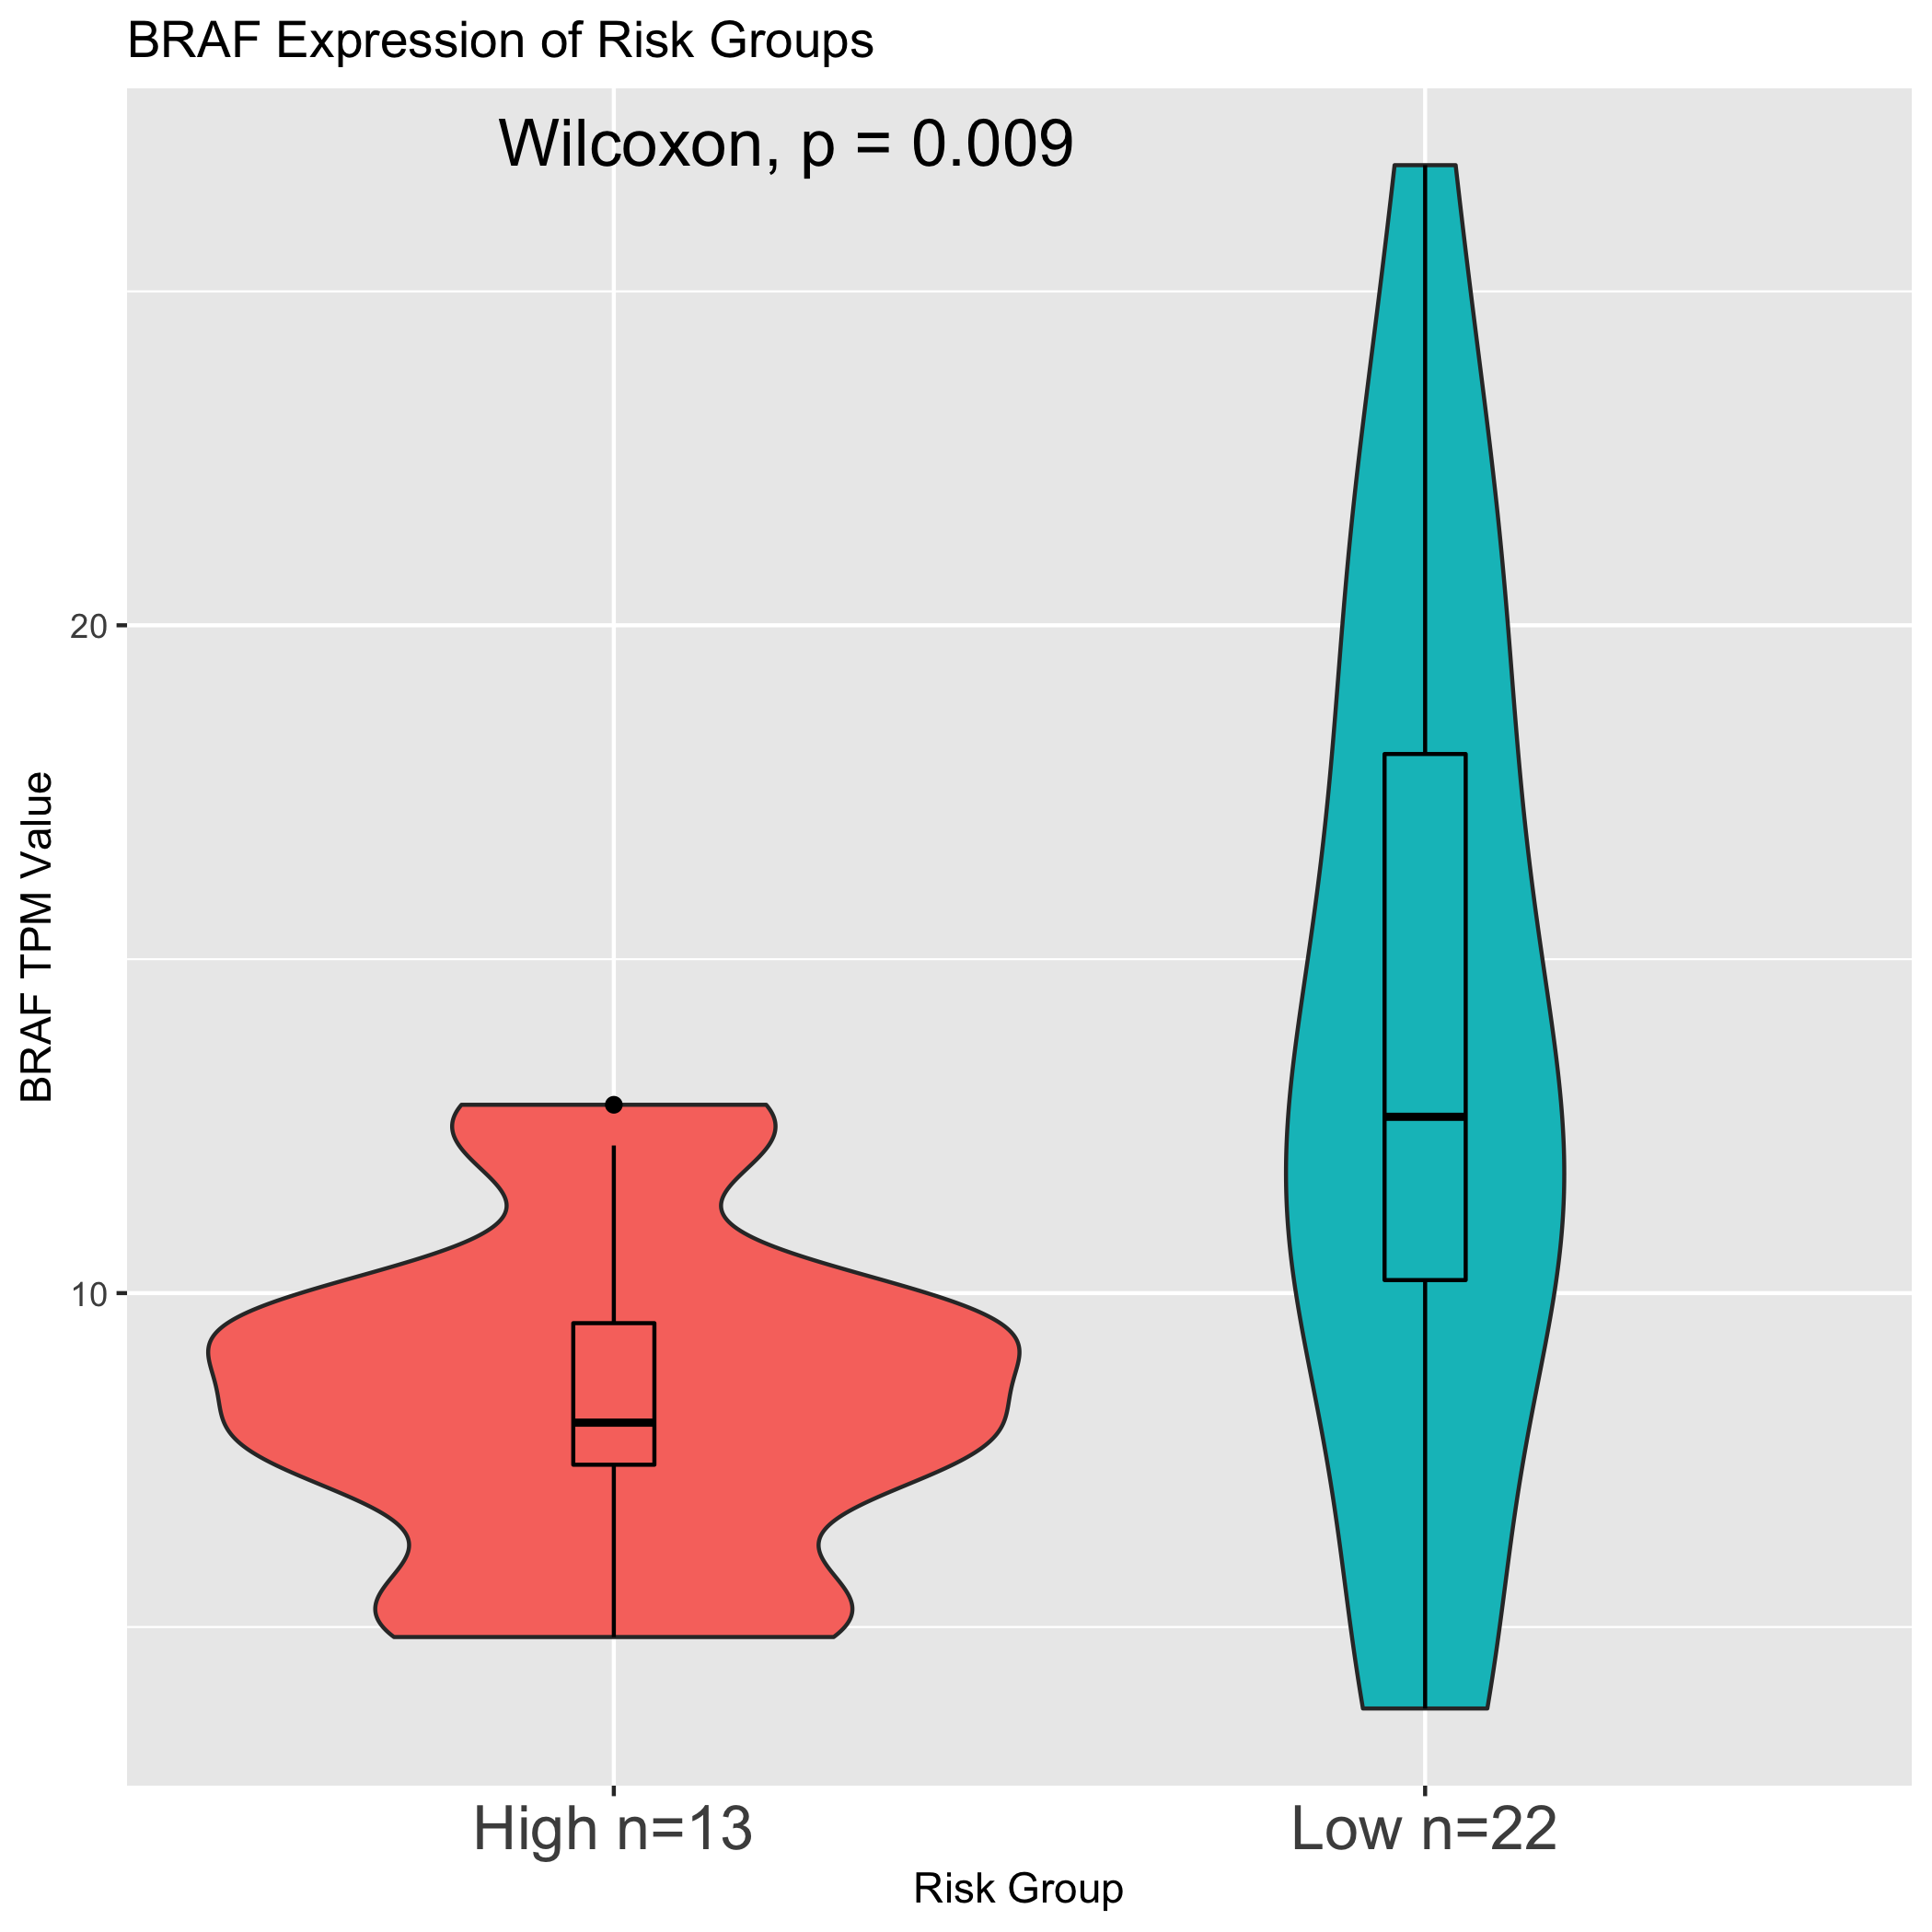 BRAF Expression of Risk Groups
Wilcoxon, p = 0.009
BRAF TPM Value
20
10
High n=13
Low n=22
Risk Group